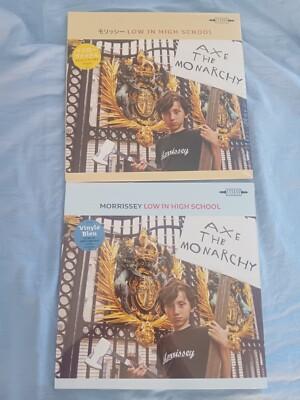 モリッシー LOW IN HIGH SCHOOL
AXE
THE
MONARCHY
Morrissey
MORRISSEY LOW IN HIGH SCHOOL
Vinyle
Bleu
AXE
THE
MONARCHY
Morrissey